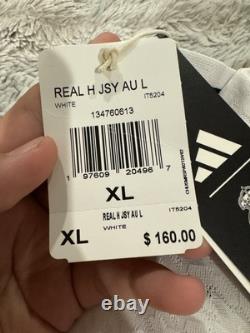 REAL H JSY AU L
WHITE IT5204
134760613
1 97609 20496 7
XL
REAL H JSY AU L
IT5204
WHITE
XL
$ 160.00